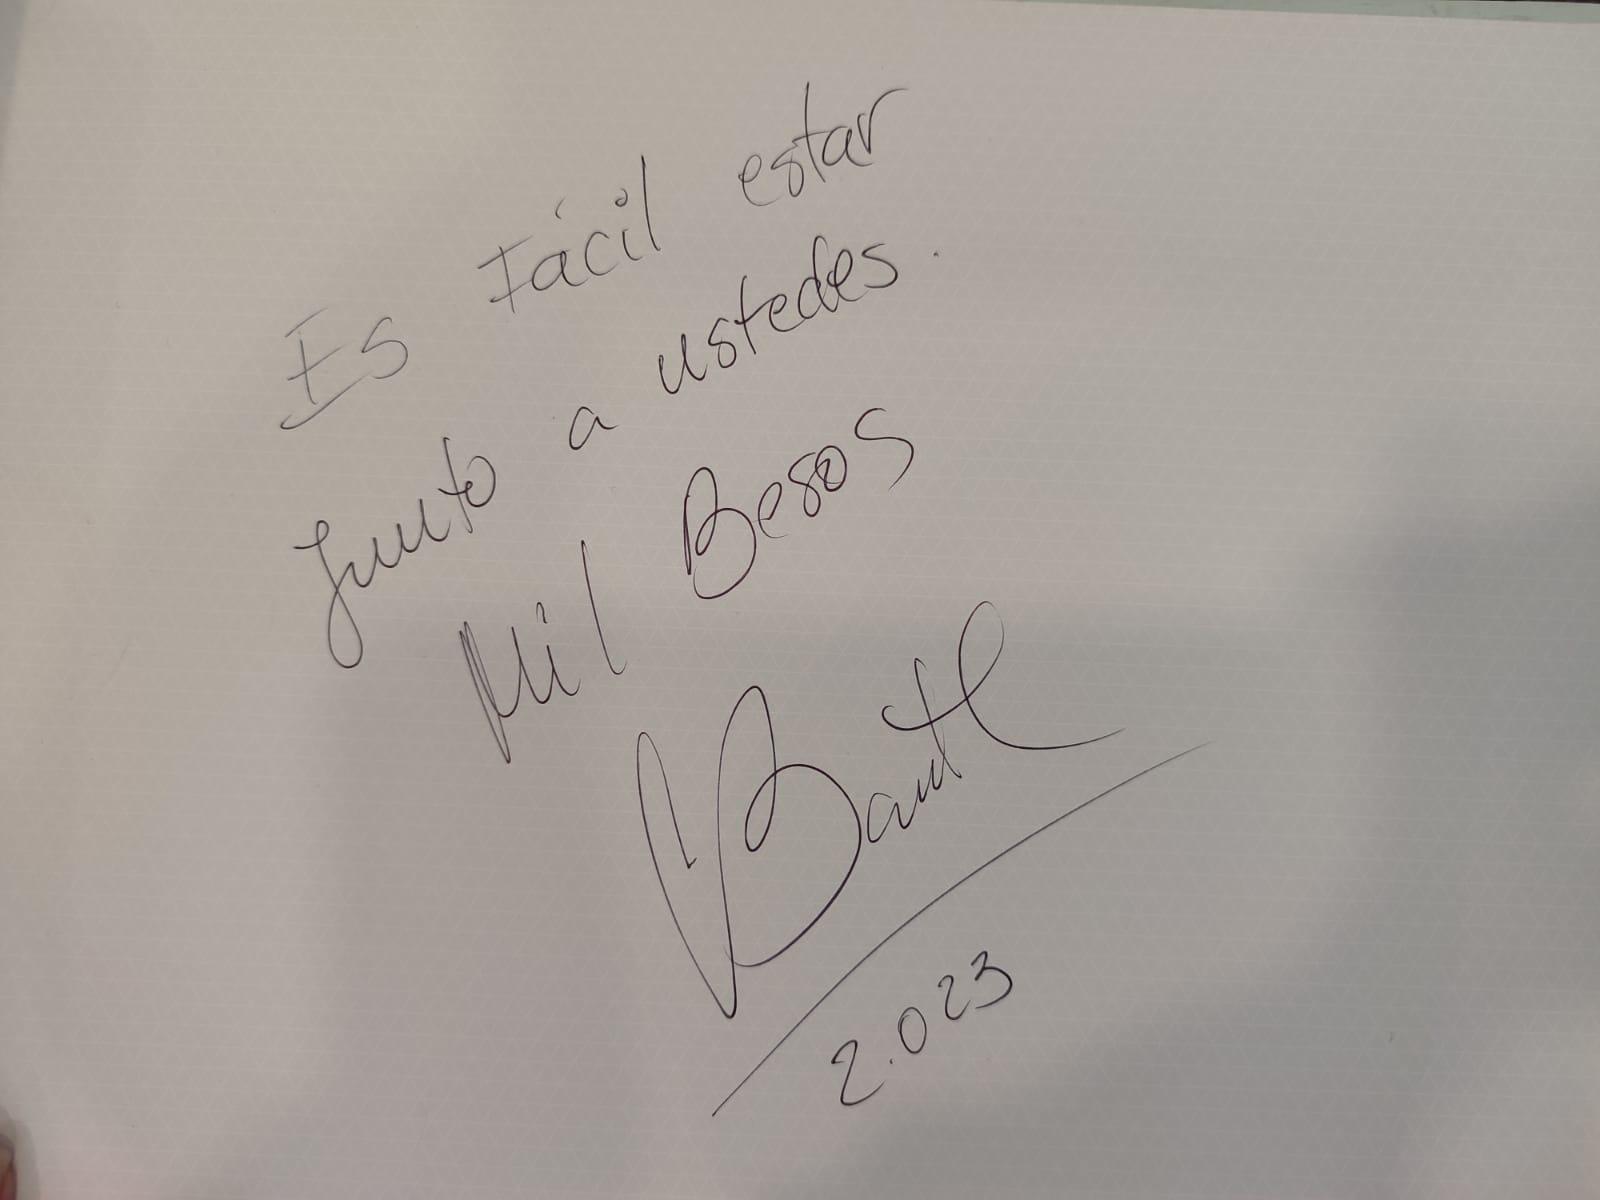 Es Fácil estar
Junto a ustedes.
Mil Besos
2.023